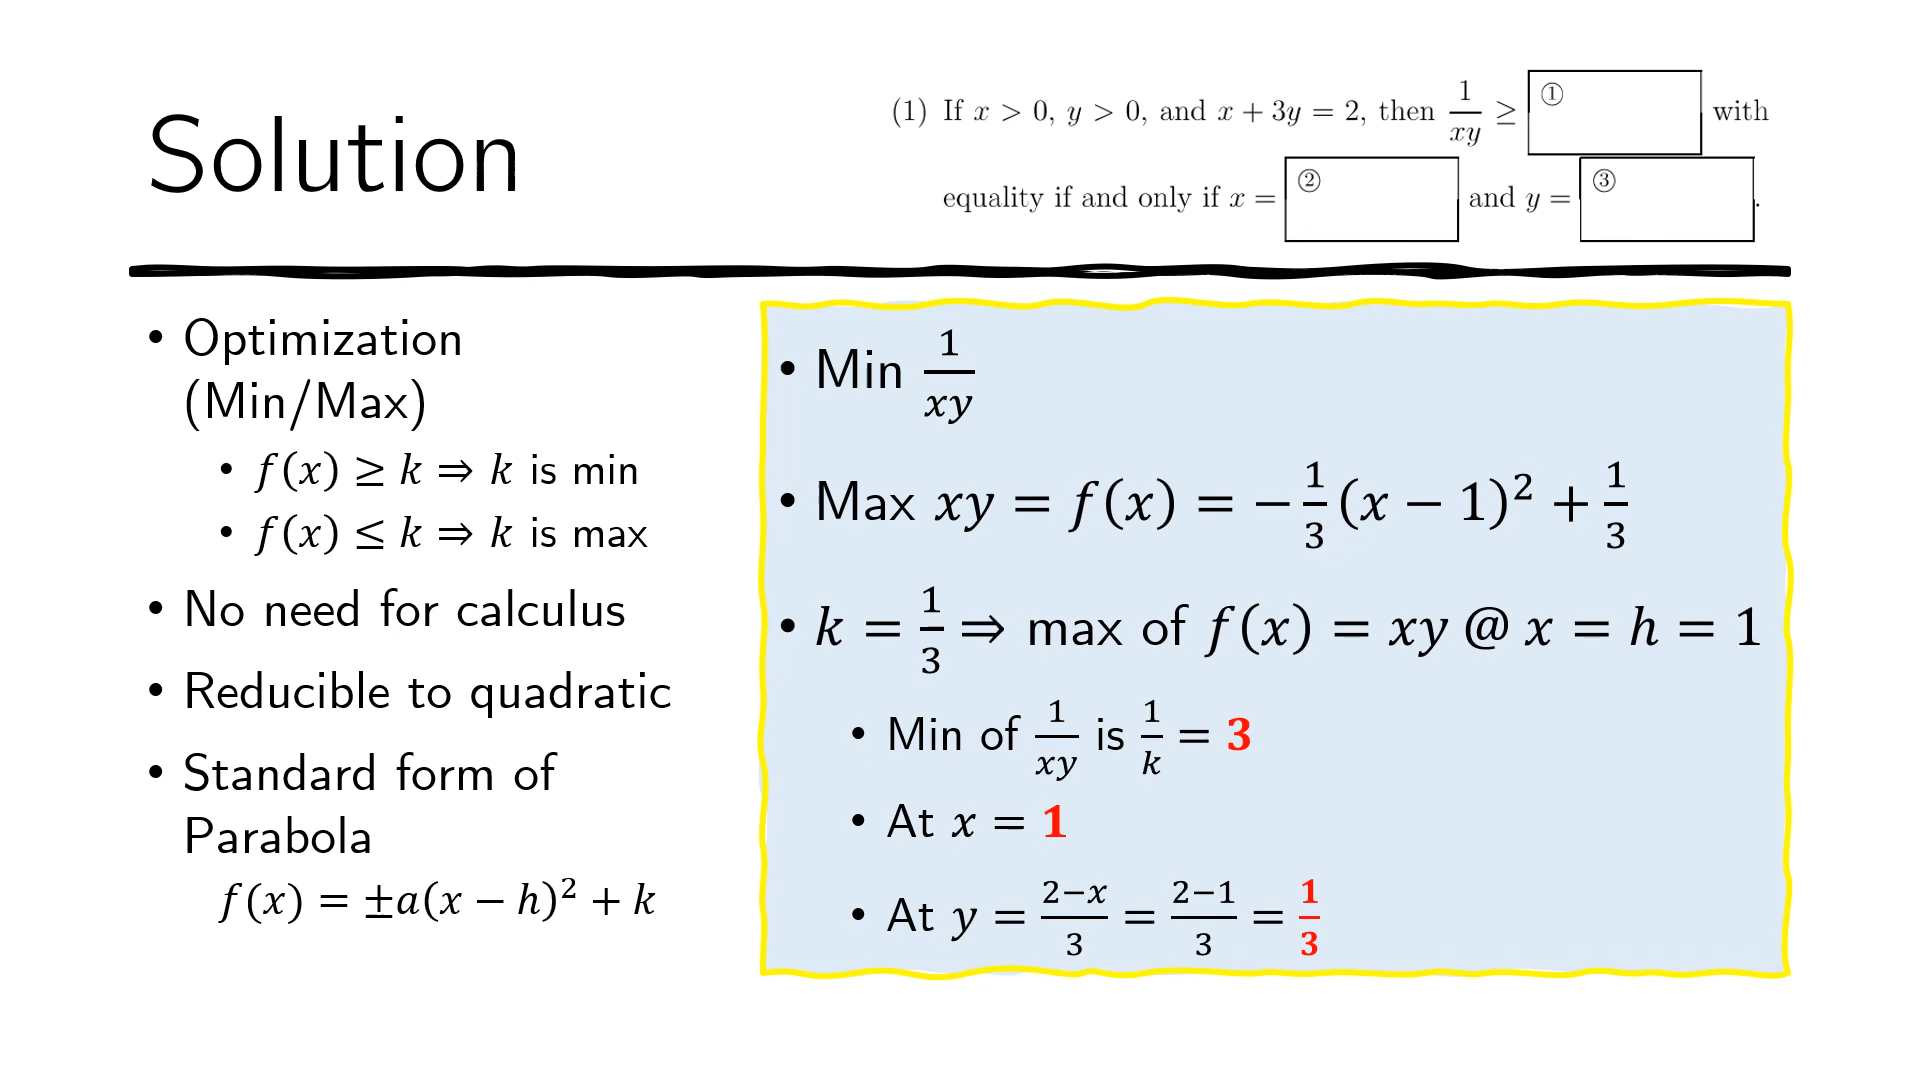 Solution
(1) If x > 0, y > 0, and x + 3y = 2, then 1/xy ≥ ① with
equality if and only if x = ② and y = ③ .
• Optimization
(Min/Max)
• f(x) ≥ k ⇒ k is min
• f(x) ≤ k ⇒ k is max
• No need for calculus
• Reducible to quadratic
• Standard form of
Parabola
f(x) = ±a(x − h)² + k
• Min 1/xy
• Max xy = f(x) = −1/3(x − 1)² + 1/3
• k = 1/3 ⇒ max of f(x) = xy @ x = h = 1
• Min of 1/xy is 1/k = 3
• At x = 1
• At y = 2−x/3 = 2−1/3 = 1/3